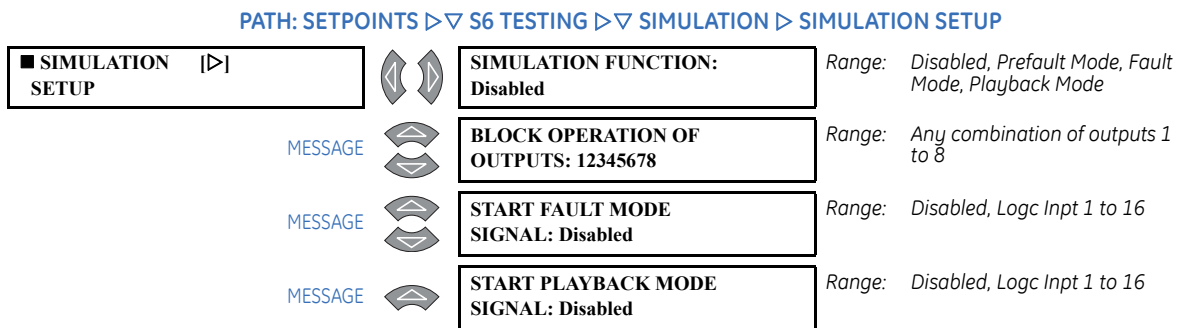 PATH: SETPOINTS ▷▽ S6 TESTING ▷▽ SIMULATION ▷ SIMULATION SETUP
■ SIMULATION [▷]
SETUP
SIMULATION FUNCTION:
Disabled
Range: Disabled, Prefault Mode, Fault
Mode, Playback Mode
MESSAGE
BLOCK OPERATION OF
OUTPUTS: 12345678
Range: Any combination of outputs 1
to 8
MESSAGE
START FAULT MODE
SIGNAL: Disabled
Range: Disabled, Logc Inpt 1 to 16
MESSAGE
START PLAYBACK MODE
SIGNAL: Disabled
Range: Disabled, Logc Inpt 1 to 16